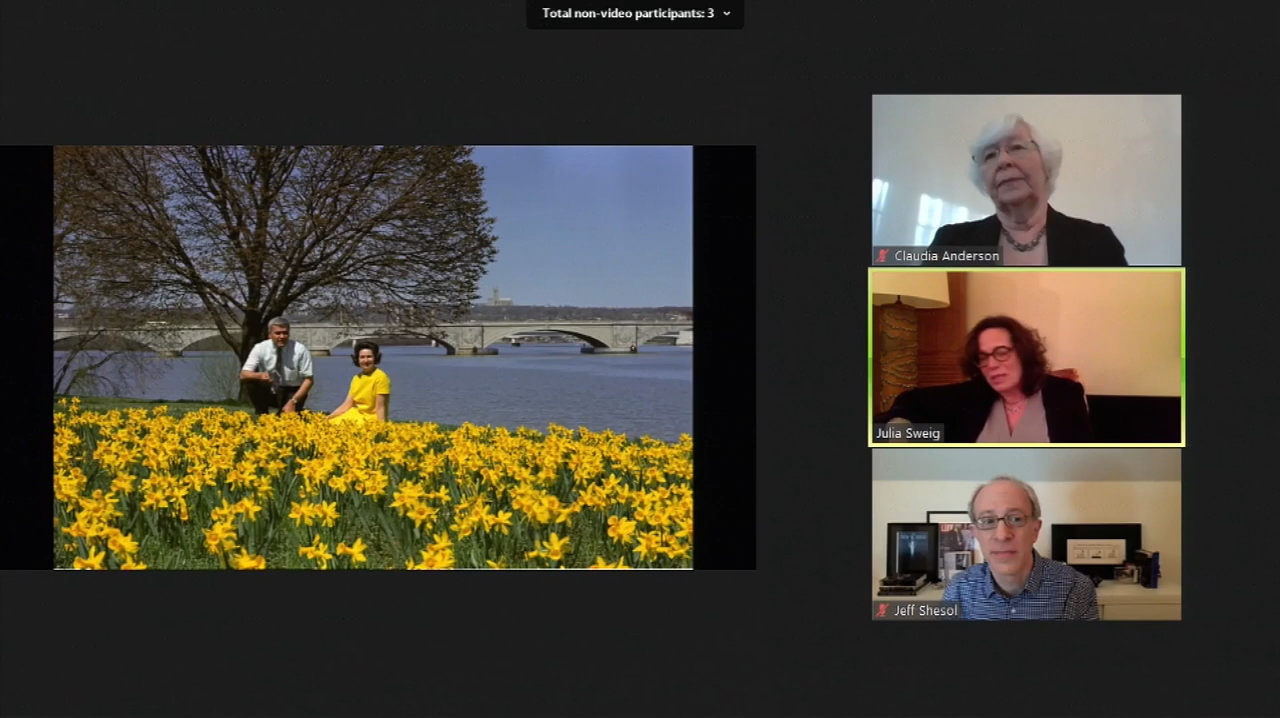 Total non-video participants: 3
Claudia Anderson
Julia Sweig
Jeff Shesol